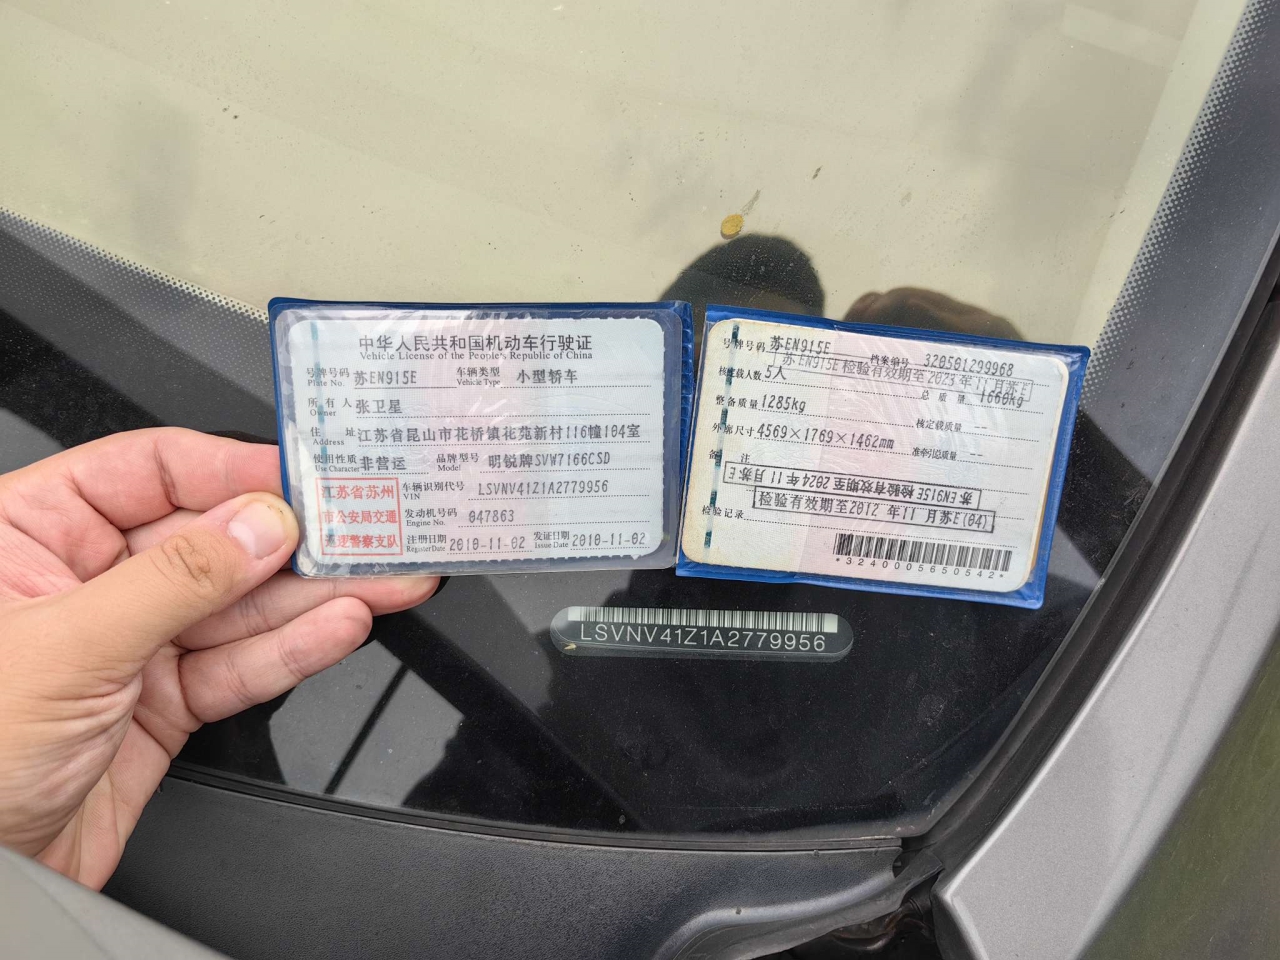 中华人民共和国机动车行驶证
Vehicle License of the People's Republic of China
号牌号码 Plate No. 苏EN915E 车辆类型 Vehicle Type 小型轿车
所有人 Owner 张卫星
住址 Address 江苏省昆山市花桥镇花苑新村116幢104室
使用性质 Use Character 非营运 品牌型号 Model 明锐牌SVW7166CSD
江苏省苏州
市公安局交通
巡逻警察支队
车辆识别代号 VIN LSVNV41Z1A2779956
发动机号码 Engine No. 047863
注册日期 Register Date 2010-11-02 发证日期 Issue Date 2010-11-02
号牌号码 苏EN915E 档案编号 320501299968
苏EN915E 检验有效期至2023年11月苏E
核定载人数 5人 总质量 1660kg
整备质量 1285kg 核定载质量 --
外廓尺寸 4569×1769×1462mm 准牵引总质量 --
备注
苏EN915E 检验有效期至2024年11月苏E
检验有效期至2012年11月苏E(04)
检验记录
*3240005650542*
LSVNV41Z1A2779956